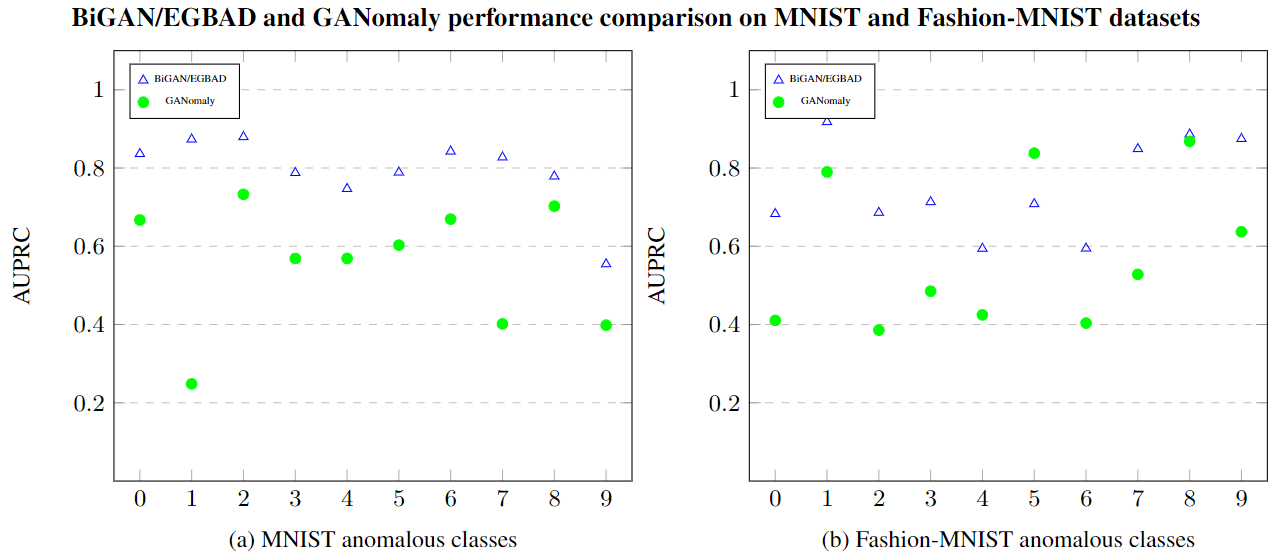 BiGAN/EGBAD and GANomaly performance comparison on MNIST and Fashion-MNIST datasets
AUPRC
1
0.8
0.6
0.4
0.2
BiGAN/EGBAD
GANomaly
0 1 2 3 4 5 6 7 8 9
(a) MNIST anomalous classes
AUPRC
1
0.8
0.6
0.4
0.2
BiGAN/EGBAD
GANomaly
0 1 2 3 4 5 6 7 8 9
(b) Fashion-MNIST anomalous classes